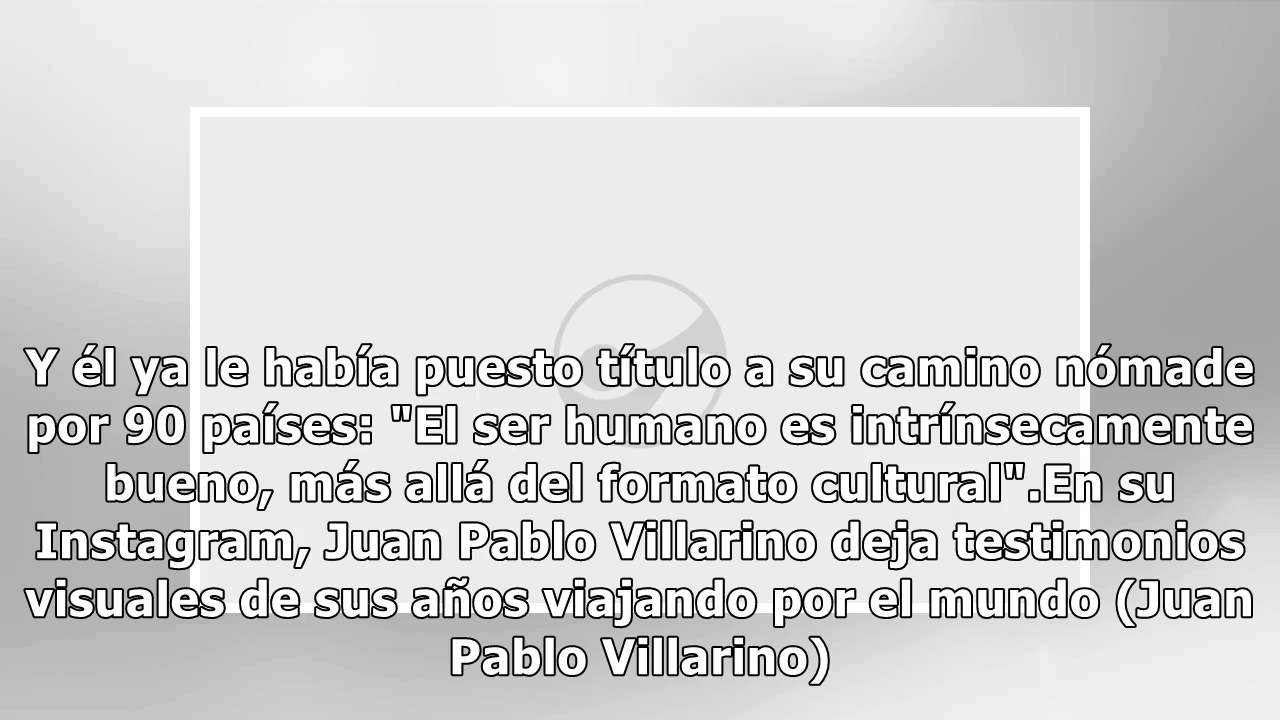 Y él ya le había puesto título a su camino nómade
por 90 países: "El ser humano es intrínsecamente
bueno, más allá del formato cultural".En su
Instagram, Juan Pablo Villarino deja testimonios
visuales de sus años viajando por el mundo (Juan
Pablo Villarino)